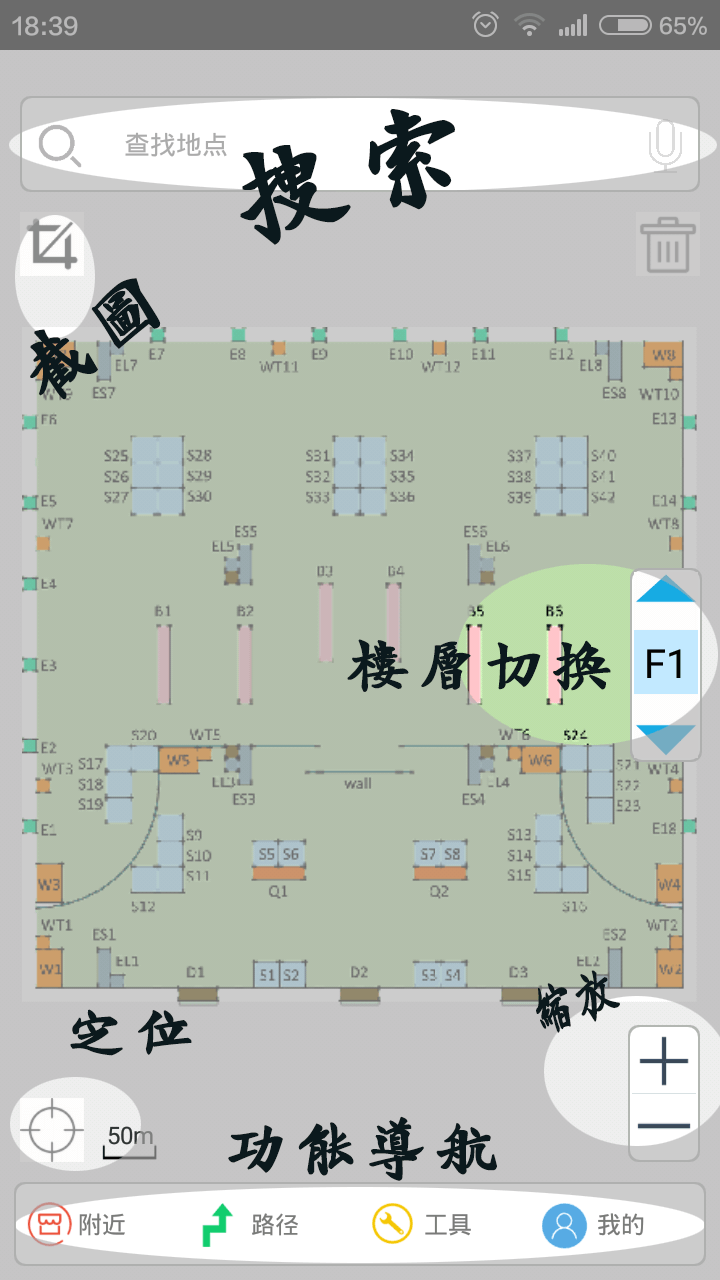 18:39
65%
查找地点
搜索
截圖
E7
E8
E9
E10
E11
E12
WT11
WT12
W8
EL7
EL8
ES7
ES8
WT10
E6
E13
S25
S28
S31
S34
S37
S40
S26
S29
S32
S35
S38
S41
S27
S30
S33
S36
S39
S42
E5
E14
WT7
WT8
ES5
ES6
EL5
EL6
B3
B4
E4
B1
B2
B5
B6
樓層切換
F1
E3
S20
WT5
WT6
S24
E2
S17
W5
W6
S21
WT3
WT4
S18
EL3
EL4
S22
S19
ES3
wall
ES4
S23
E1
E18
S9
S13
S10
S5
S6
S7
S8
S14
S11
S15
W3
Q1
Q2
W4
S12
S16
WT1
WT2
ES1
ES2
EL1
EL2
W1
D1
S1
S2
D2
S3
S4
D3
W2
縮放
定位
50m
功能導航
附近
路径
工具
我的